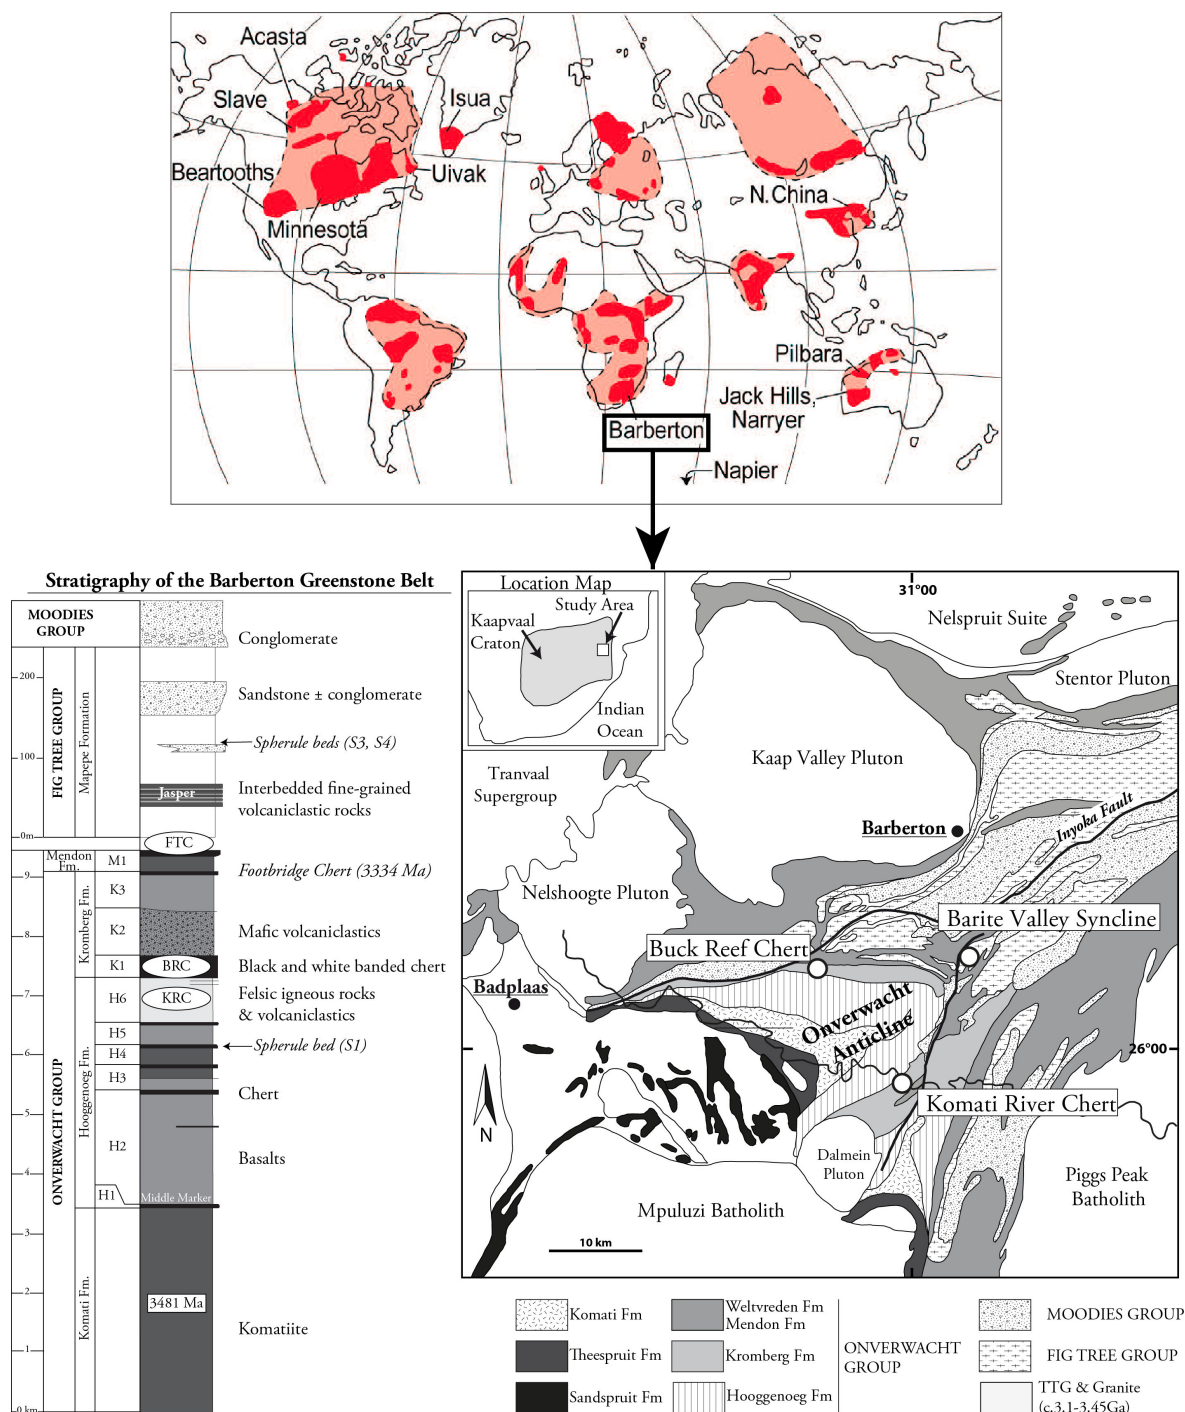 Acasta
Slave
Isua
Beartooths
Uivak
Minnesota
N.China
Pilbara
Jack Hills,
Narryer
Barberton
Napier
Stratigraphy of the Barberton Greenstone Belt
MOODIES
GROUP
Conglomerate
200
Sandstone ± conglomerate
FIG TREE GROUP
Mapepe Formation
Spherule beds (S3, S4)
100
Jasper
Interbedded fine-grained
volcaniclastic rocks
0m
FTC
Mendon
Fm.
M1
Footbridge Chert (3334 Ma)
9
K3
Kromberg Fm.
K2
Mafic volcaniclastics
8
K1
BRC
Black and white banded chert
7
H6
KRC
Felsic igneous rocks
& volcaniclastics
H5
Spherule bed (S1)
6
H4
H3
ONVERWACHT GROUP
Hooggenoeg Fm.
Chert
5
H2
Basalts
4
H1
Middle Marker
3
Komati Fm.
2
3481 Ma
Komatiite
1
0 km
Location Map
Study Area
Kaapvaal
Craton
Indian
Ocean
31°00
Nelspruit Suite
Stentor Pluton
Kaap Valley Pluton
Tranvaal
Supergroup
Barberton
Inyoka Fault
Nelshoogte Pluton
Barite Valley Syncline
Buck Reef Chert
Badplaas
Onverwacht
Anticline
26°00
Komati River Chert
N
Dalmein
Pluton
Piggs Peak
Batholith
Mpuluzi Batholith
10 km
Komati Fm
Weltvreden Fm
Mendon Fm
MOODIES GROUP
Theespruit Fm
Kromberg Fm
ONVERWACHT
GROUP
FIG TREE GROUP
Sandspruit Fm
Hooggenoeg Fm
TTG & Granite
(c.3.1-3.45Ga)